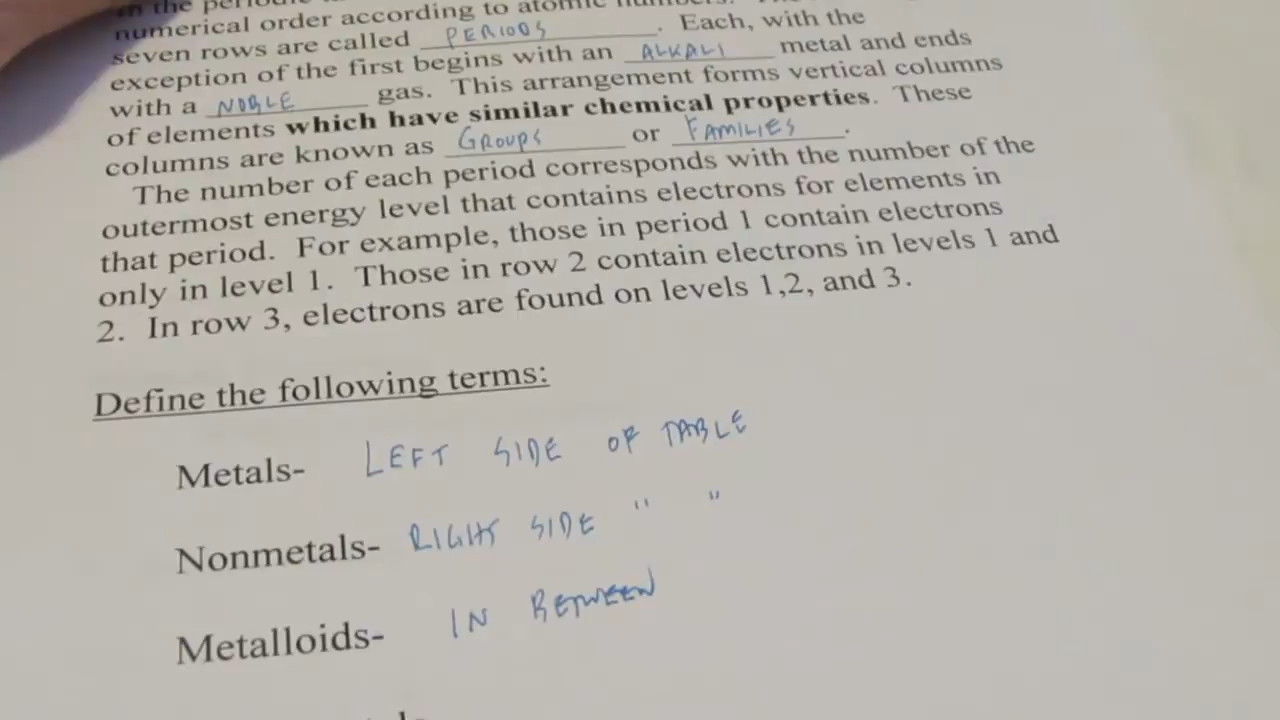 in the
numerical order according to atomic numbers.
seven rows are called PERIODS. Each, with the
exception of the first begins with an ALKALI metal and ends
with a NOBLE gas. This arrangement forms vertical columns
of elements which have similar chemical properties. These
columns are known as GROUPS or FAMILIES.
The number of each period corresponds with the number of the
outermost energy level that contains electrons for elements in
that period. For example, those in period 1 contain electrons
only in level 1. Those in row 2 contain electrons in levels 1 and
2. In row 3, electrons are found on levels 1,2, and 3.
Define the following terms:
Metals- LEFT SIDE OF TABLE
Nonmetals- RIGHT SIDE " "
Metalloids- IN BETWEEN